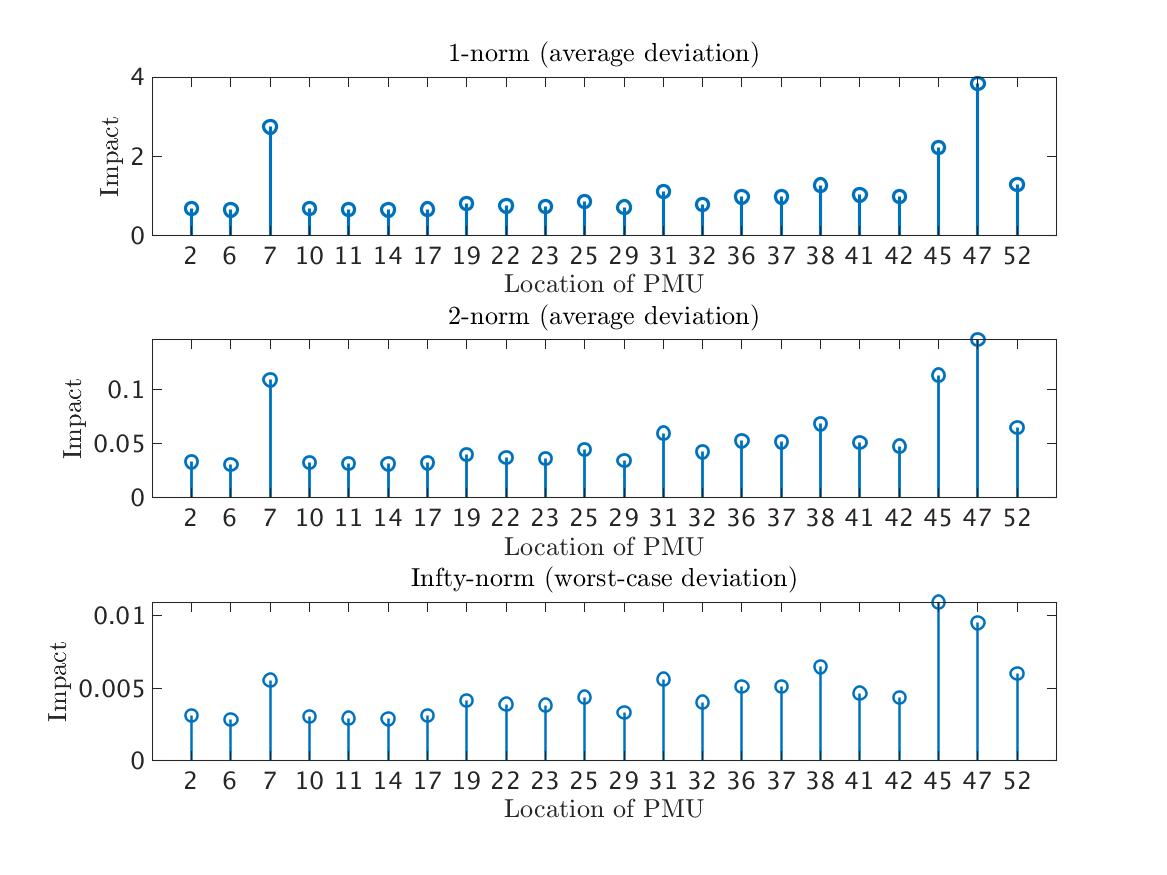 1-norm (average deviation)
4
2
0
Impact
2 6 7 10 11 14 17 19 22 23 25 29 31 32 36 37 38 41 42 45 47 52
Location of PMU
2-norm (average deviation)
0.1
0.05
0
Impact
2 6 7 10 11 14 17 19 22 23 25 29 31 32 36 37 38 41 42 45 47 52
Location of PMU
Infty-norm (worst-case deviation)
0.01
0.005
0
Impact
2 6 7 10 11 14 17 19 22 23 25 29 31 32 36 37 38 41 42 45 47 52
Location of PMU